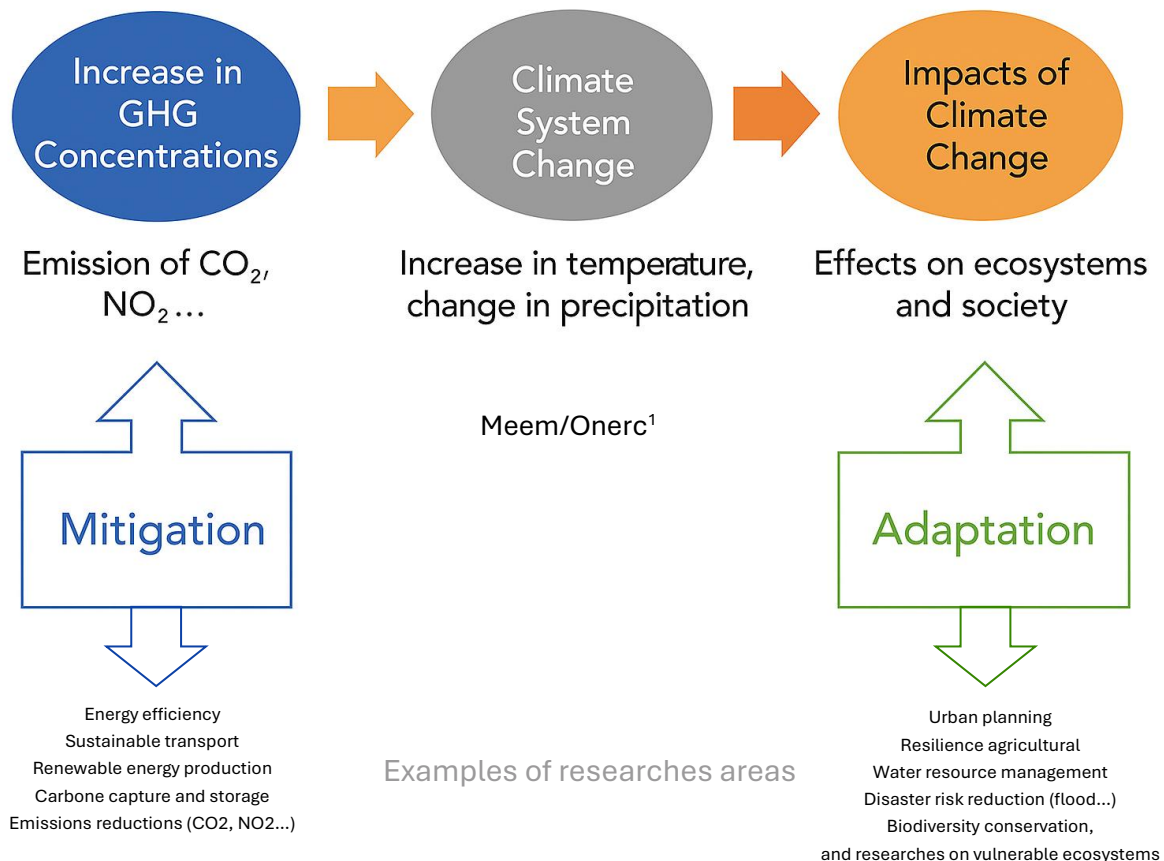 Increase in
GHG
Concentrations
Climate
System
Change
Impacts of
Climate
Change
Emission of CO₂,
NO₂ ...
Increase in temperature,
change in precipitation
Effects on ecosystems
and society
Meem/Onerc¹
Mitigation
Adaptation
Energy efficiency
Sustainable transport
Renewable energy production
Carbone capture and storage
Emissions reductions (CO2, NO2...)
Examples of researches areas
Urban planning
Resilience agricultural
Water resource management
Disaster risk reduction (flood...)
Biodiversity conservation,
and researches on vulnerable ecosystems